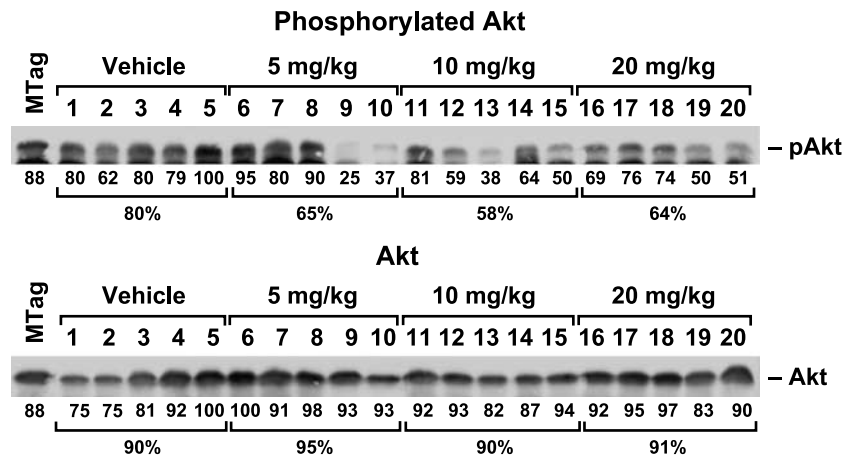 Phosphorylated Akt
MTag
Vehicle 5 mg/kg 10 mg/kg 20 mg/kg
1 2 3 4 5 6 7 8 9 10 11 12 13 14 15 16 17 18 19 20
– pAkt
88 80 62 80 79 100 95 80 90 25 37 81 59 38 64 50 69 76 74 50 51
80% 65% 58% 64%
Akt
MTag
Vehicle 5 mg/kg 10 mg/kg 20 mg/kg
1 2 3 4 5 6 7 8 9 10 11 12 13 14 15 16 17 18 19 20
– Akt
88 75 75 81 92 100 100 91 98 93 93 92 93 82 87 94 92 95 97 83 90
90% 95% 90% 91%